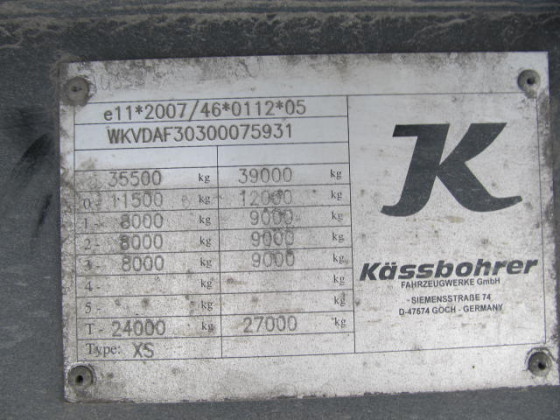 e11*2007/46*0112*05
WKVDAF30300075931
35500 kg 39000 kg
0- 11500 kg 12000 kg
1- 8000 kg 9000 kg
2- 8000 kg 9000 kg
3- 8000 kg 9000 kg
4- kg kg
5- kg kg
T- 24000 kg 27000 kg
Type: XS
K
Kässbohrer
FAHRZEUGWERKE GmbH
SIEMENSSTRAßE 74
D-47574 GOCH - GERMANY